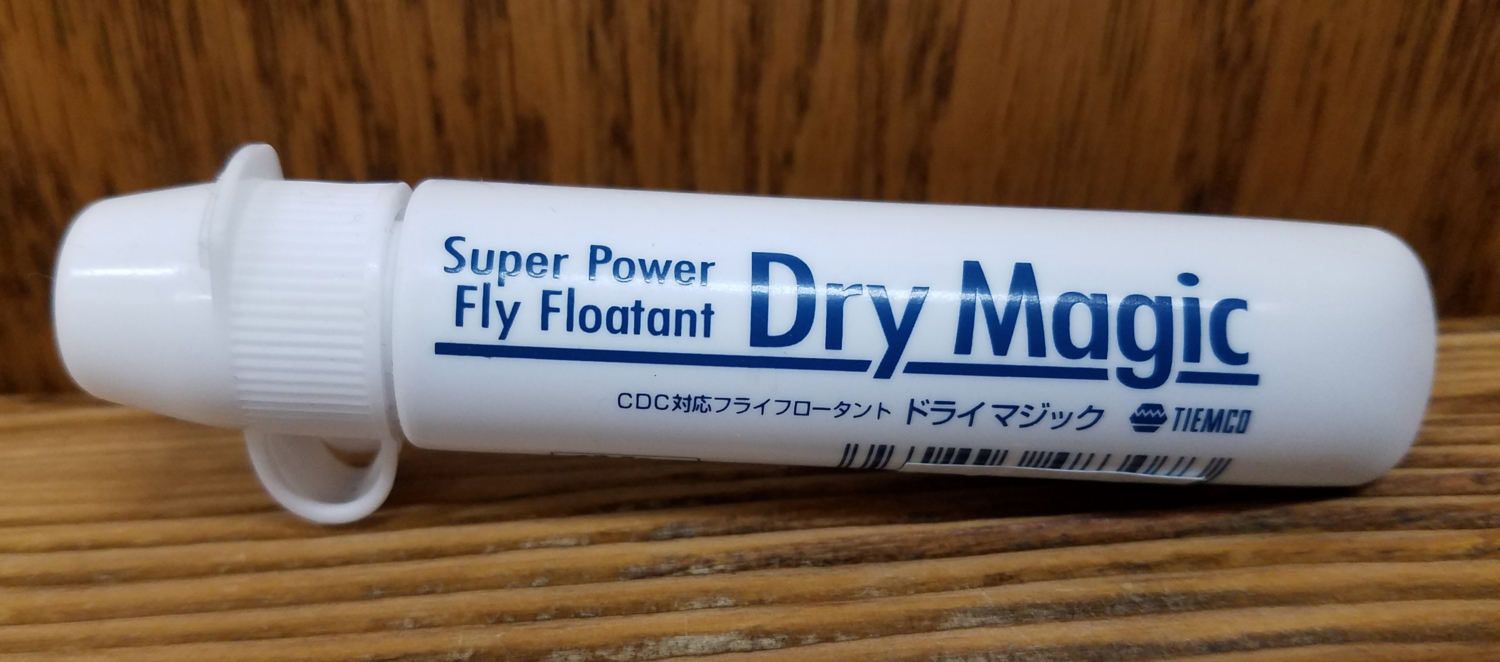 Super Power
Fly Floatant
Dry Magic
CDC対応フライフロータント ドライマジック TIEMCO